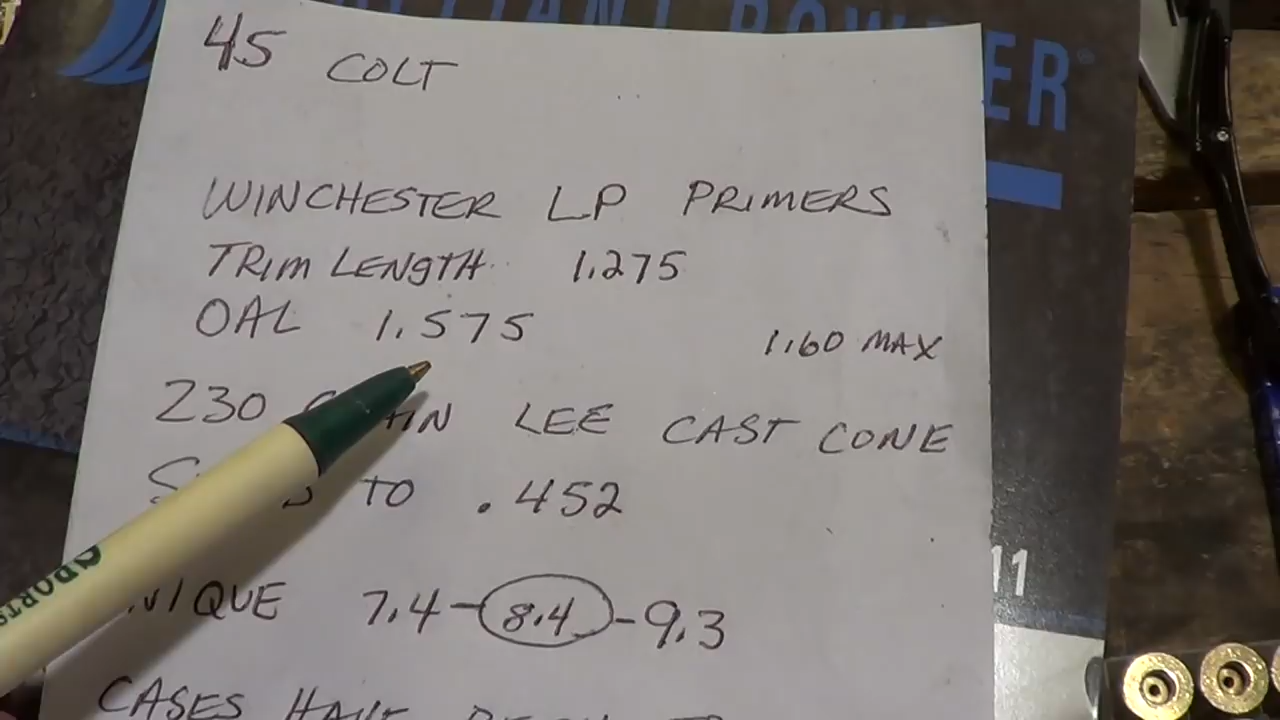 45 COLT
WINCHESTER LP PRIMERS
TRIM LENGTH 1.275
OAL 1.575 1.60 MAX
230 LEE CAST CONE
TO .452
7.4-8.4-9.3
CASES HAVE
ER®
11